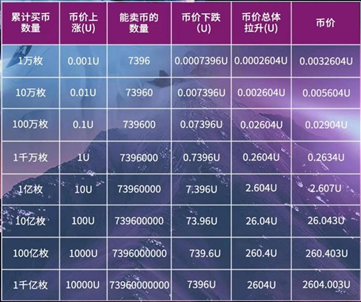 累计买币数量 币价上涨(U) 能卖币的数量 币价下跌(U) 币价总体拉升(U) 币价
1万枚 0.001U 7396 0.0007396U 0.0002604U 0.0032604U
10万枚 0.01U 73960 0.007396U 0.002604U 0.005604U
100万枚 0.1U 739600 0.07396U 0.02604U 0.02904U
1千万枚 1U 7396000 0.7396U 0.2604U 0.2634U
1亿枚 10U 73960000 7.396U 2.604U 2.607U
10亿枚 100U 739600000 73.96U 26.04U 26.043U
100亿枚 1000U 7396000000 739.6U 260.4U 260.403U
1千亿枚 10000U 73960000000 7396U 2604U 2604.003U